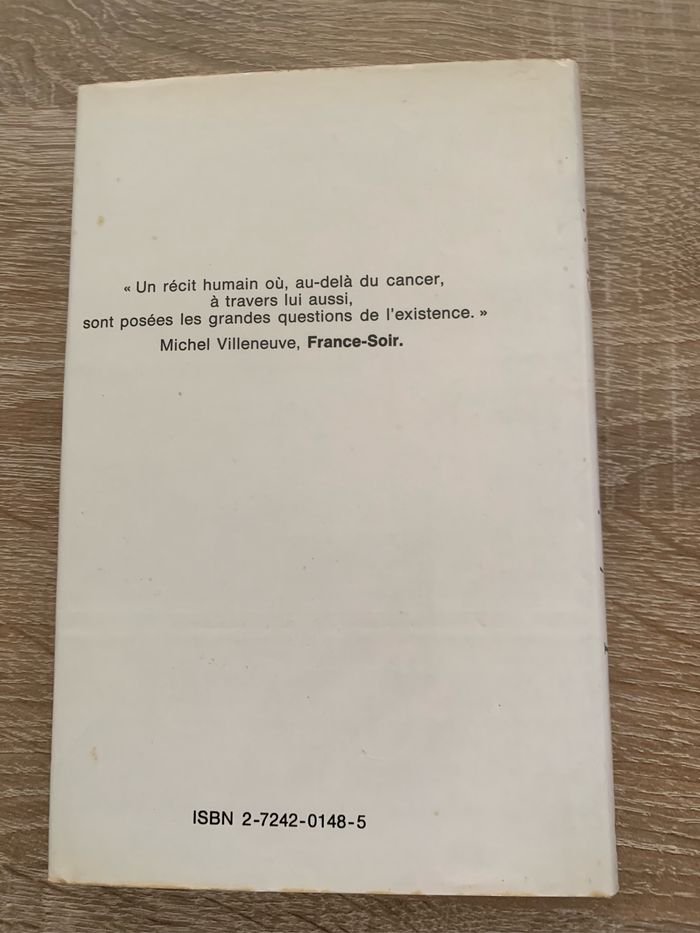 « Un récit humain où, au-delà du cancer,
à travers lui aussi,
sont posées les grandes questions de l'existence. »
Michel Villeneuve, France-Soir.
ISBN 2-7242-0148-5